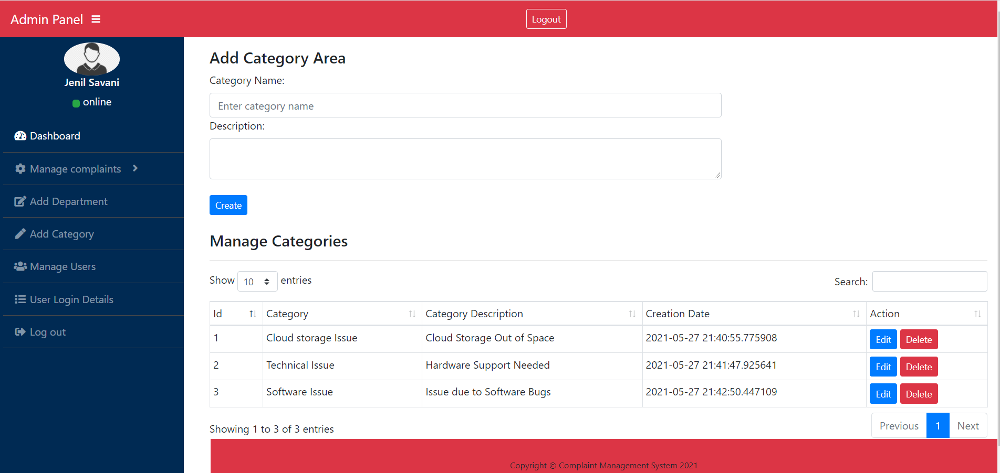 Admin Panel
Logout
Jenil Savani
online
Dashboard
Manage complaints
Add Department
Add Category
Manage Users
User Login Details
Log out
Add Category Area
Category Name:
Enter category name
Description:
Create
Manage Categories
Show 10 entries
Search:
Id Category Category Description Creation Date Action
1 Cloud storage Issue Cloud Storage Out of Space 2021-05-27 21:40:55.775908 Edit Delete
2 Technical Issue Hardware Support Needed 2021-05-27 21:41:47.925641 Edit Delete
3 Software Issue Issue due to Software Bugs 2021-05-27 21:42:50.447109 Edit Delete
Showing 1 to 3 of 3 entries
Previous 1 Next
Copyright © Complaint Management System 2021